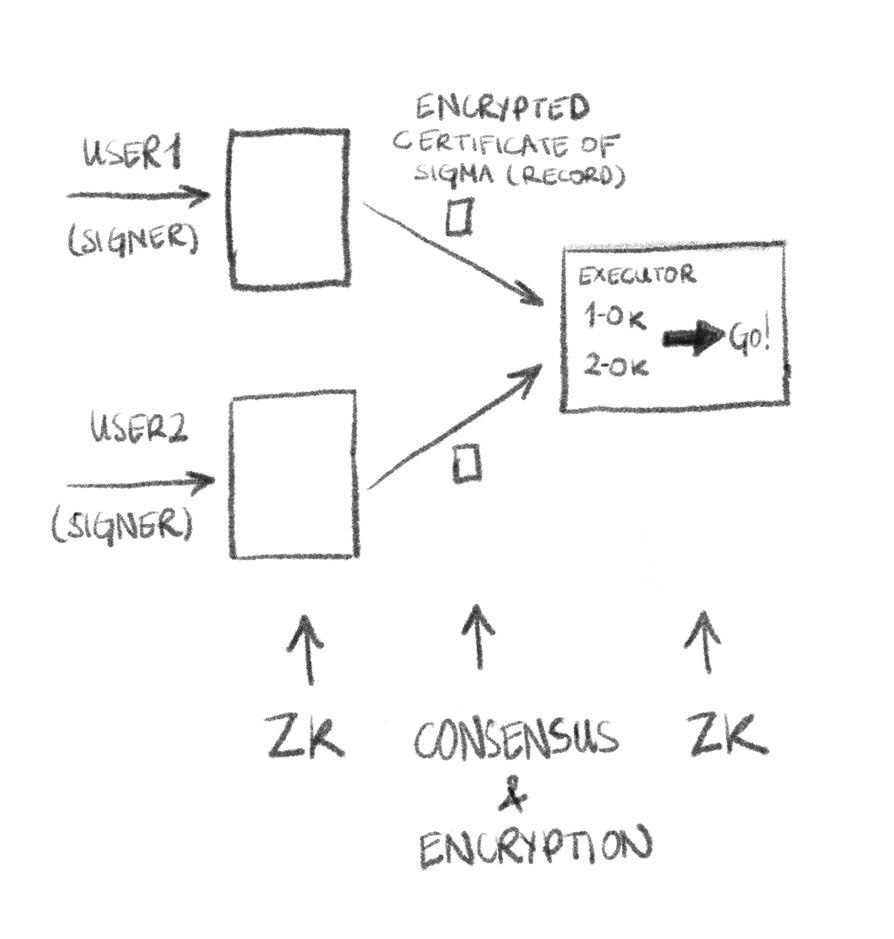 USER1
(SIGNER)
ENCRYPTED
CERTIFICATE OF
SIGMA (RECORD)
EXECUTOR
1-OK
2-OK
GO!
USER2
(SIGNER)
ZK
CONSENSUS
&
ENCRYPTION
ZK